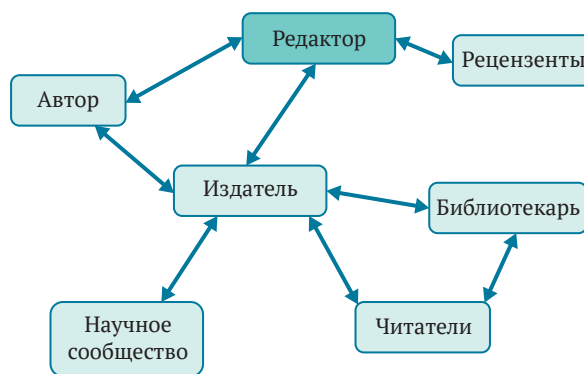 Редактор
Рецензенты
Автор
Издатель
Библиотекарь
Научное
сообщество
Читатели